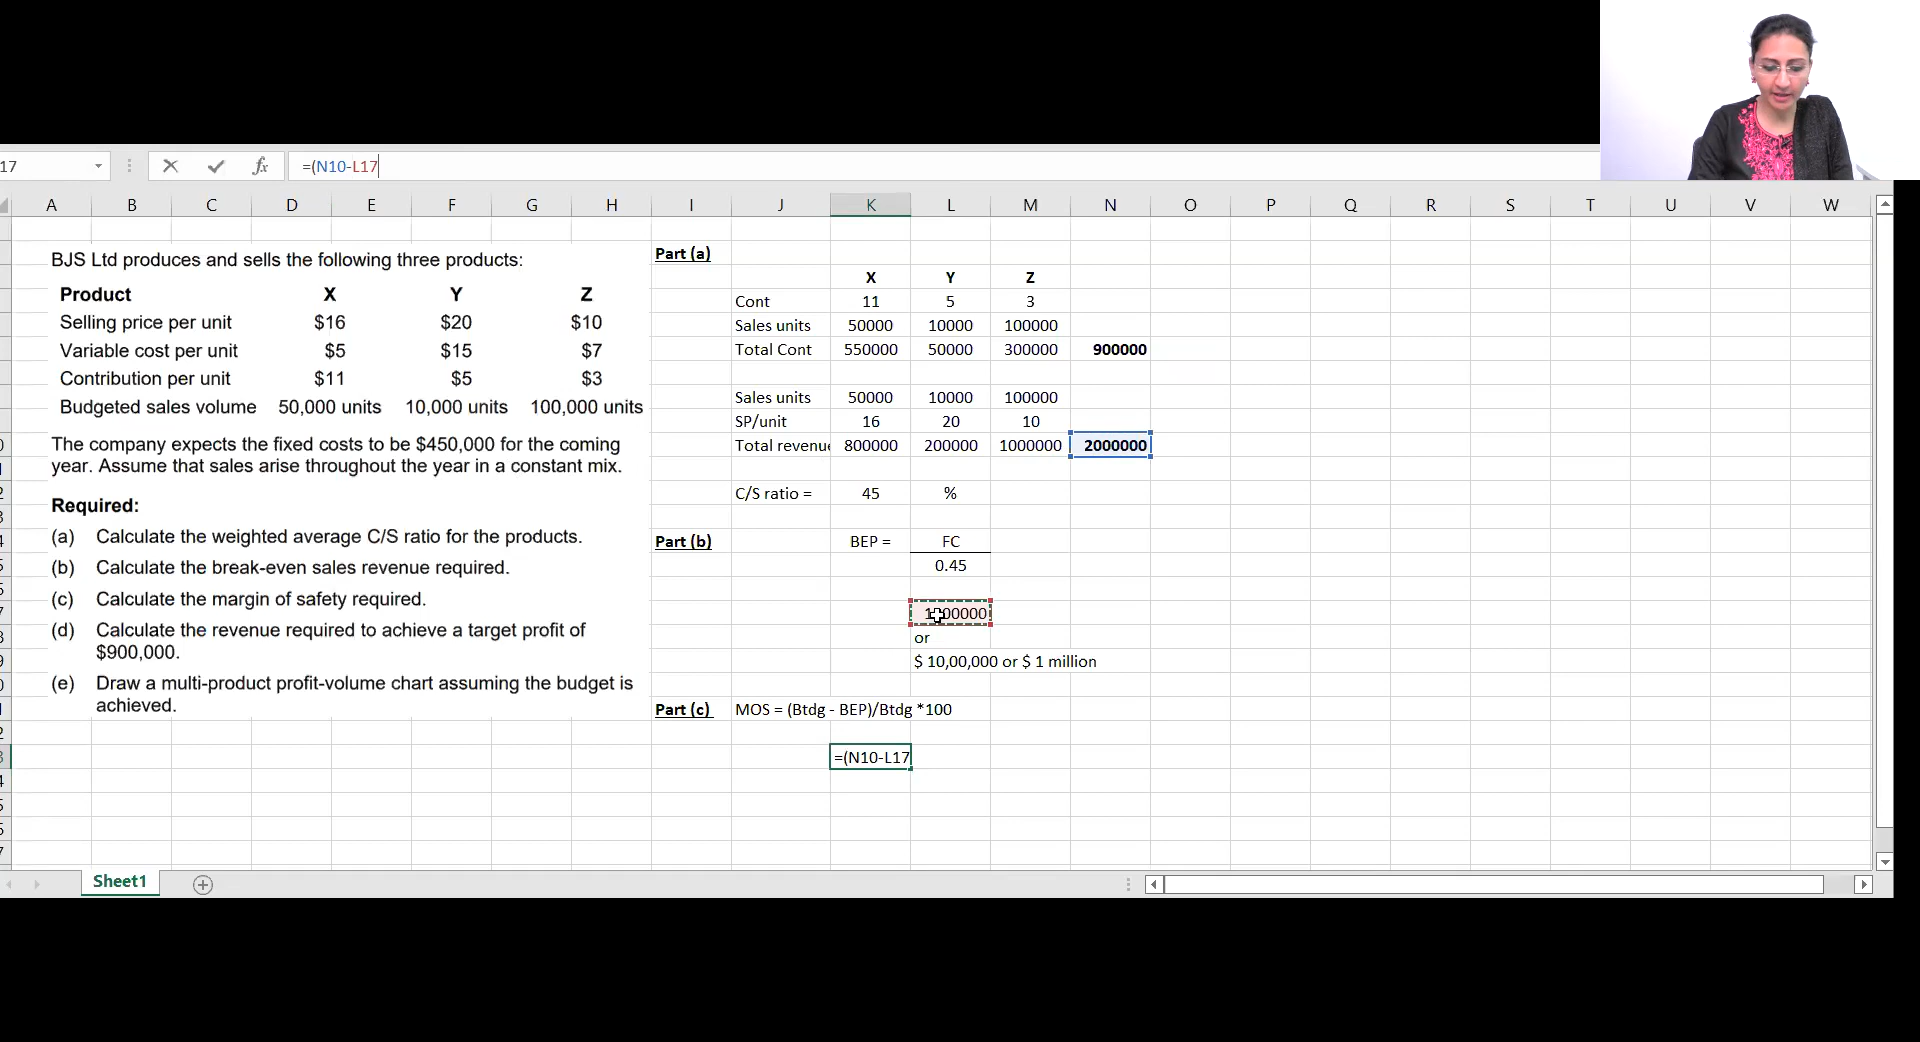 17 fx =(N10-L17
A B C D E F G H I J K L M N O P Q R S T U V W
BJS Ltd produces and sells the following three products:
Product X Y Z
Selling price per unit $16 $20 $10
Variable cost per unit $5 $15 $7
Contribution per unit $11 $5 $3
Budgeted sales volume 50,000 units 10,000 units 100,000 units
The company expects the fixed costs to be $450,000 for the coming
year. Assume that sales arise throughout the year in a constant mix.
Required:
(a) Calculate the weighted average C/S ratio for the products.
(b) Calculate the break-even sales revenue required.
(c) Calculate the margin of safety required.
(d) Calculate the revenue required to achieve a target profit of
$900,000.
(e) Draw a multi-product profit-volume chart assuming the budget is
achieved.
Part (a)
X Y Z
Cont 11 5 3
Sales units 50000 10000 100000
Total Cont 550000 50000 300000 900000
Sales units 50000 10000 100000
SP/unit 16 20 10
Total revenue 800000 200000 1000000 2000000
C/S ratio = 45 %
Part (b) BEP = FC
0.45
or
$ 10,00,000 or $ 1 million
Part (c) MOS = (Btdg - BEP)/Btdg *100
=(N10-L17
Sheet1